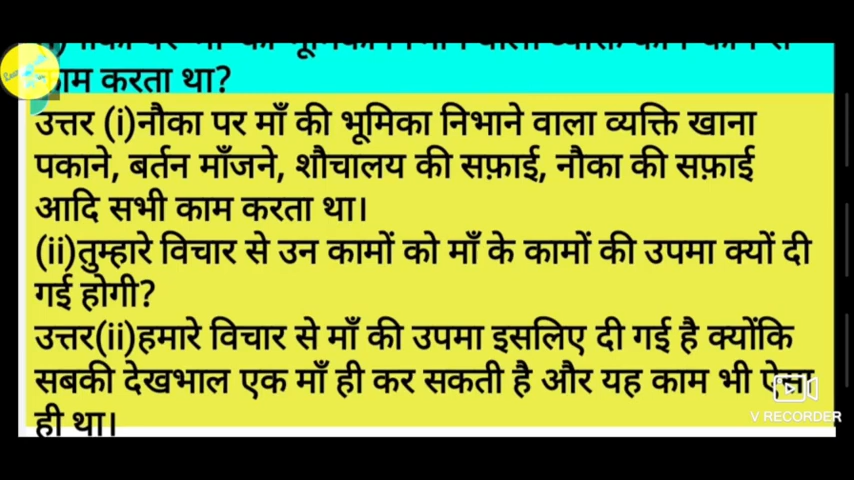 काम करता था?
उत्तर (i)नौका पर माँ की भूमिका निभाने वाला व्यक्ति खाना
पकाने, बर्तन माँजने, शौचालय की सफ़ाई, नौका की सफ़ाई
आदि सभी काम करता था।
(ii)तुम्हारे विचार से उन कामों को माँ के कामों की उपमा क्यों दी
गई होगी?
उत्तर(ii)हमारे विचार से माँ की उपमा इसलिए दी गई है क्योंकि
सबकी देखभाल एक माँ ही कर सकती है और यह काम भी ऐसा
ही था।
V RECORDER